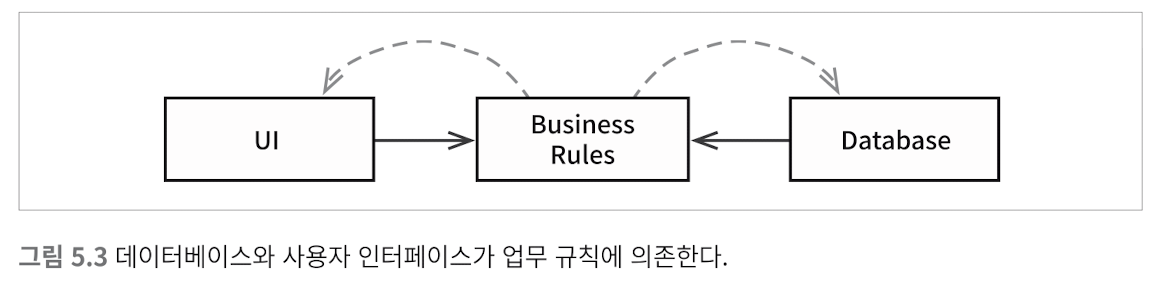 UI
Business
Rules
Database
그림 5.3 데이터베이스와 사용자 인터페이스가 업무 규칙에 의존한다.